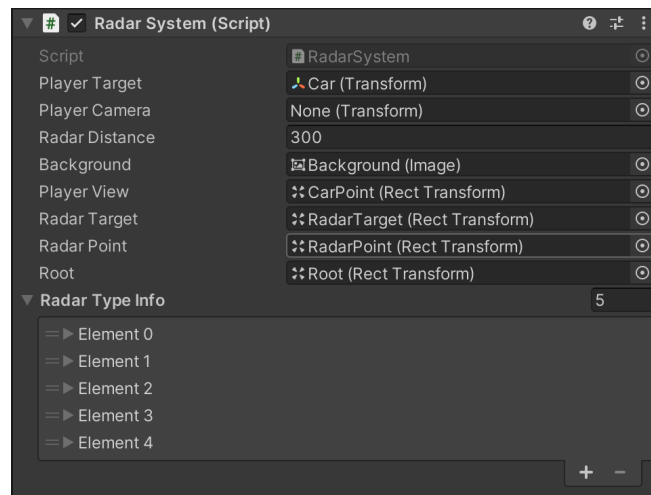 Radar System (Script)
Script RadarSystem
Player Target Car (Transform)
Player Camera None (Transform)
Radar Distance 300
Background Background (Image)
Player View CarPoint (Rect Transform)
Radar Target RadarTarget (Rect Transform)
Radar Point RadarPoint (Rect Transform)
Root Root (Rect Transform)
Radar Type Info 5
Element 0
Element 1
Element 2
Element 3
Element 4